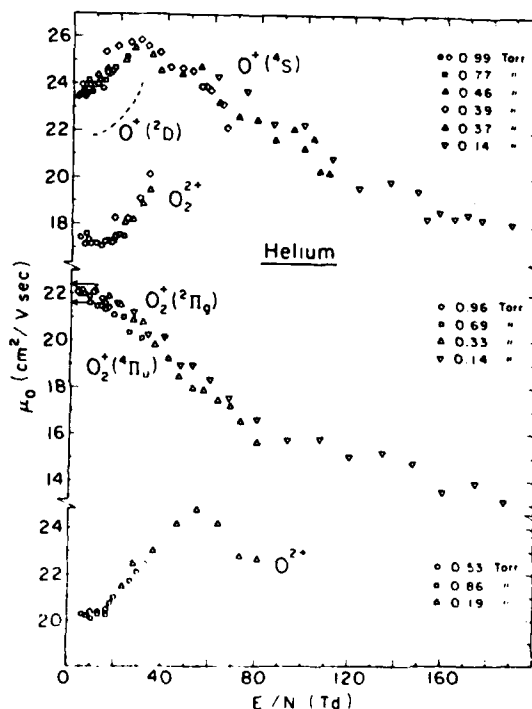 26
24
22
20
18
22
20
18
16
14
24
22
20
μ₀ (cm²/V sec)
O⁺(⁴S)
O⁺(²D)
O₂²⁺
Helium
0.99 Torr
0.77 "
0.46 "
0.39 "
0.37 "
0.14 "
O₂⁺(²Πg)
O₂⁺(⁴Πu)
0.96 Torr
0.69 "
0.33 "
0.14 "
O²⁺
0.53 Torr
0.86 "
0.19 "
0 40 80 120 160
E/N (Td)